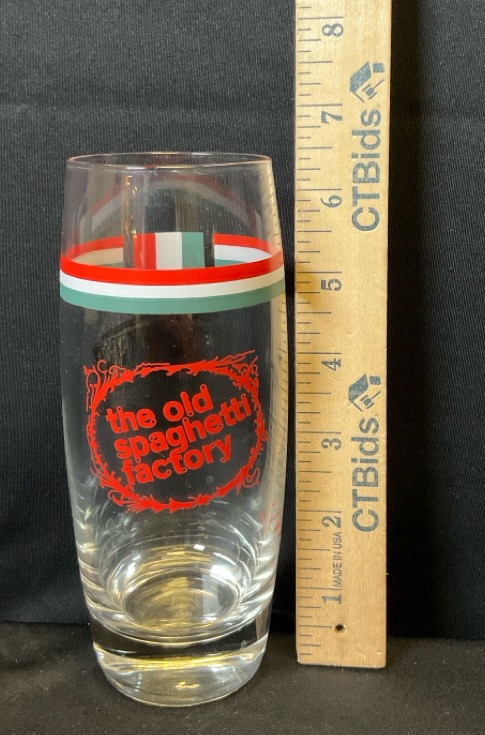 the old
spaghetti
factory
8
7
6
5
4
3
2
1
CTBids
CTBids
MADE IN USA